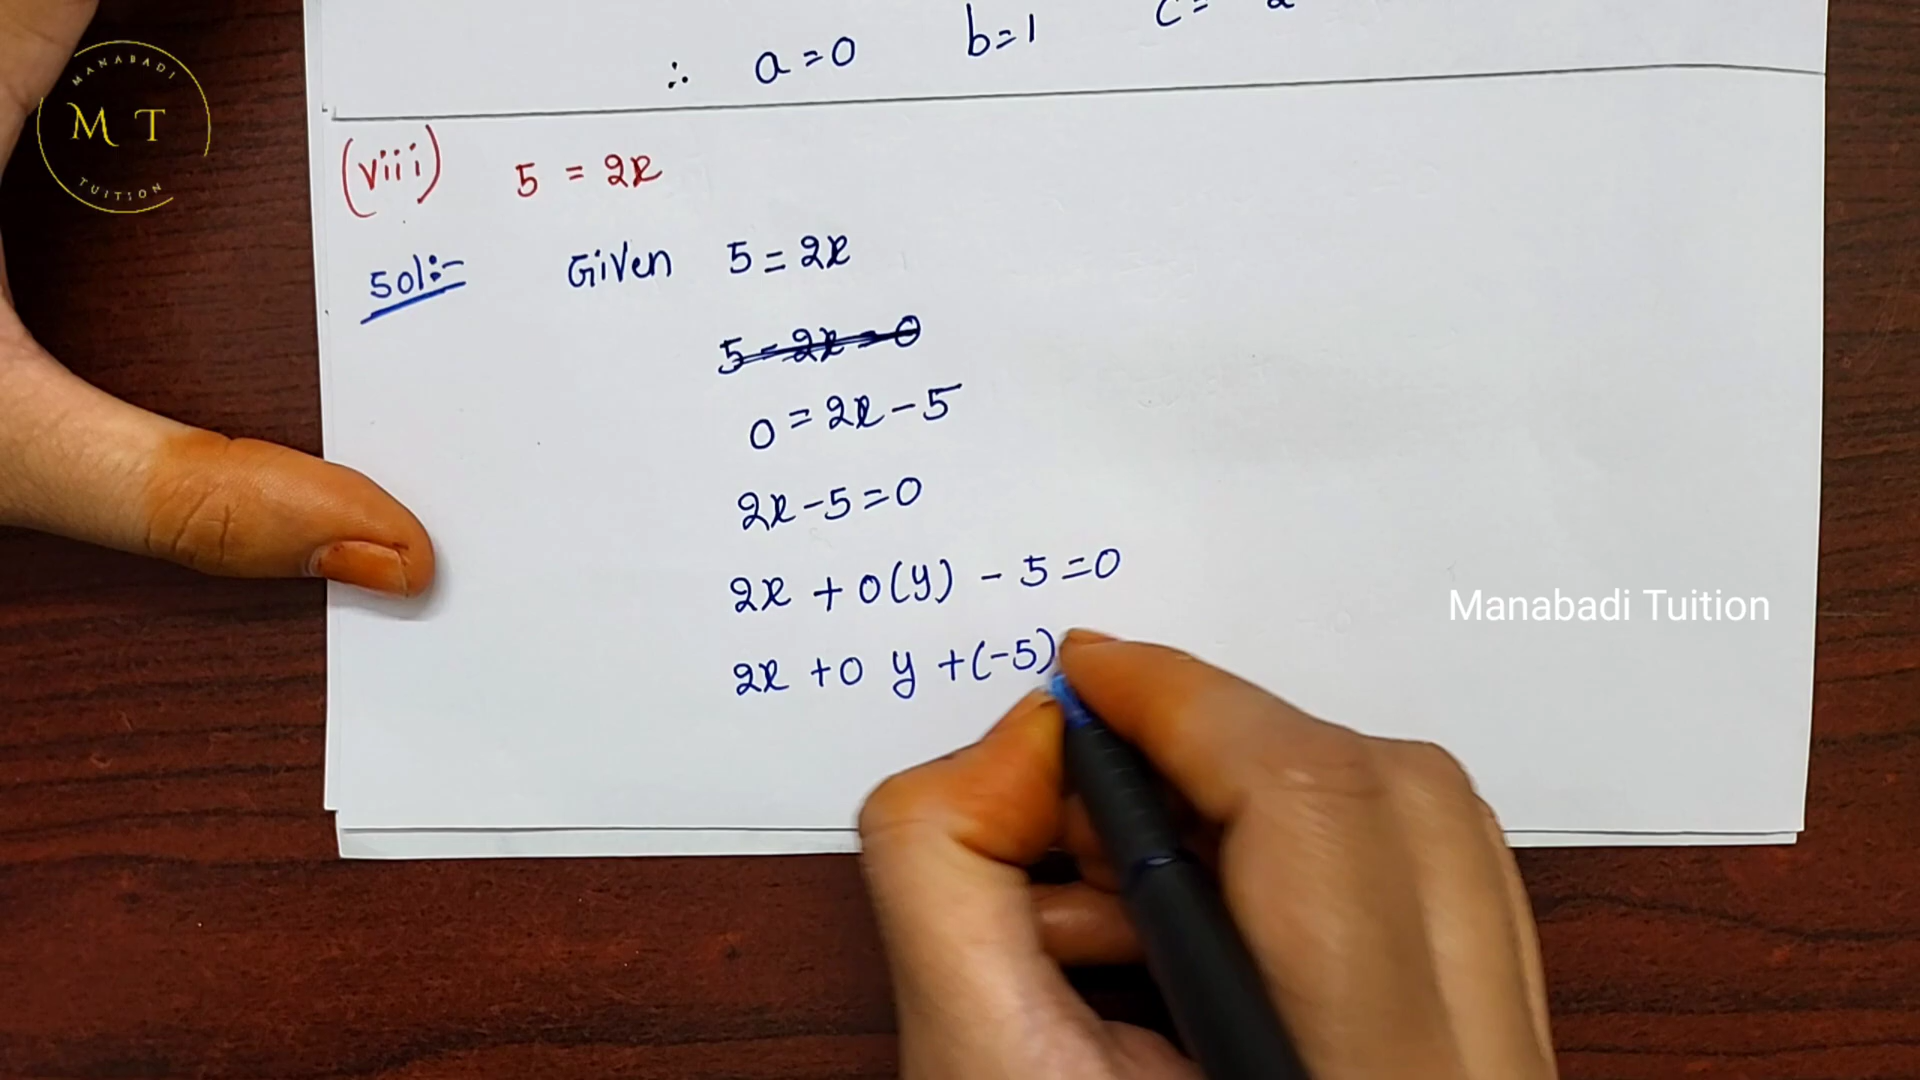 ∴ a=0 b=1 c=
MANABADI
M T
TUITION
(viii) 5 = 2x
Sol:- Given 5 = 2x
5 - 2x = 0
0 = 2x - 5
2x - 5 = 0
2x + 0(y) - 5 = 0
Manabadi Tuition
2x + 0 y + (-5)